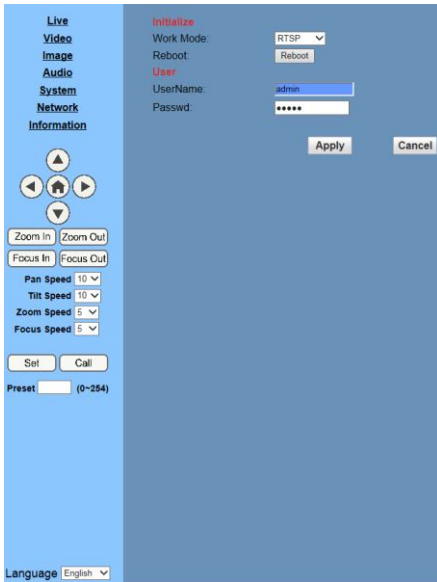 Live
Video
Image
Audio
System
Network
Information
Zoom In Zoom Out
Focus In Focus Out
Pan Speed 10
Tilt Speed 10
Zoom Speed 5
Focus Speed 5
Set Call
Preset (0~254)
Language English
Initialize
Work Mode: RTSP
Reboot: Reboot
User
UserName: admin
Passwd: •••••
Apply Cancel